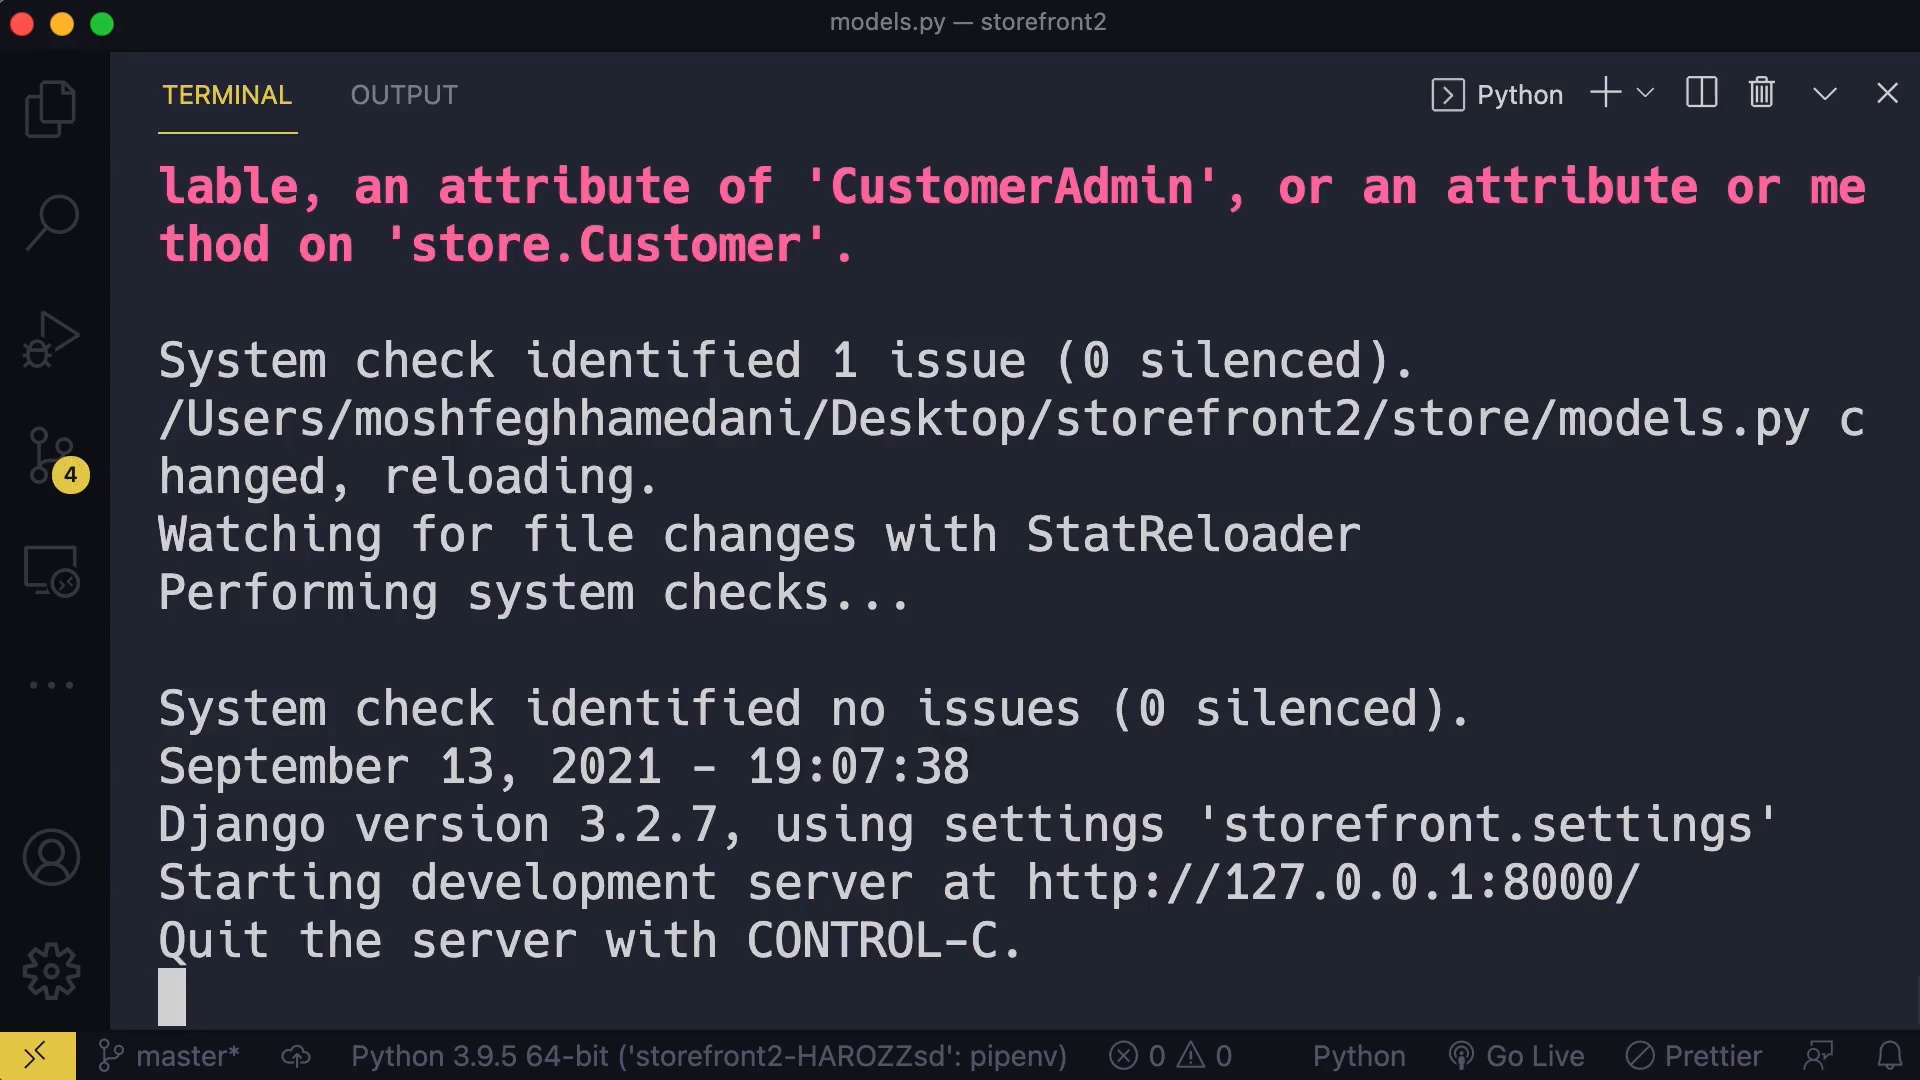 models.py — storefront2
TERMINAL OUTPUT Python
lable, an attribute of 'CustomerAdmin', or an attribute or me
thod on 'store.Customer'.
System check identified 1 issue (0 silenced).
/Users/moshfeghhamedani/Desktop/storefront2/store/models.py c
hanged, reloading.
Watching for file changes with StatReloader
Performing system checks...
System check identified no issues (0 silenced).
September 13, 2021 - 19:07:38
Django version 3.2.7, using settings 'storefront.settings'
Starting development server at http://127.0.0.1:8000/
Quit the server with CONTROL-C.
4
master* Python 3.9.5 64-bit ('storefront2-HAROZZsd': pipenv) 0 0 Python Go Live Prettier